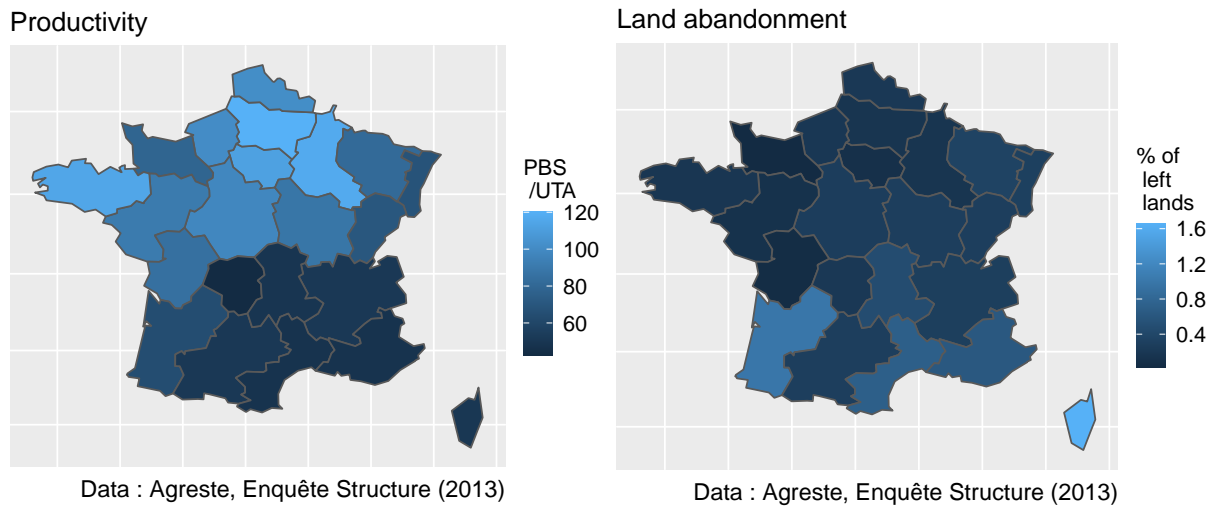 Productivity
PBS
/UTA
120
100
80
60
Data : Agreste, Enquête Structure (2013)
Land abandonment
% of
left
lands
1.6
1.2
0.8
0.4
Data : Agreste, Enquête Structure (2013)